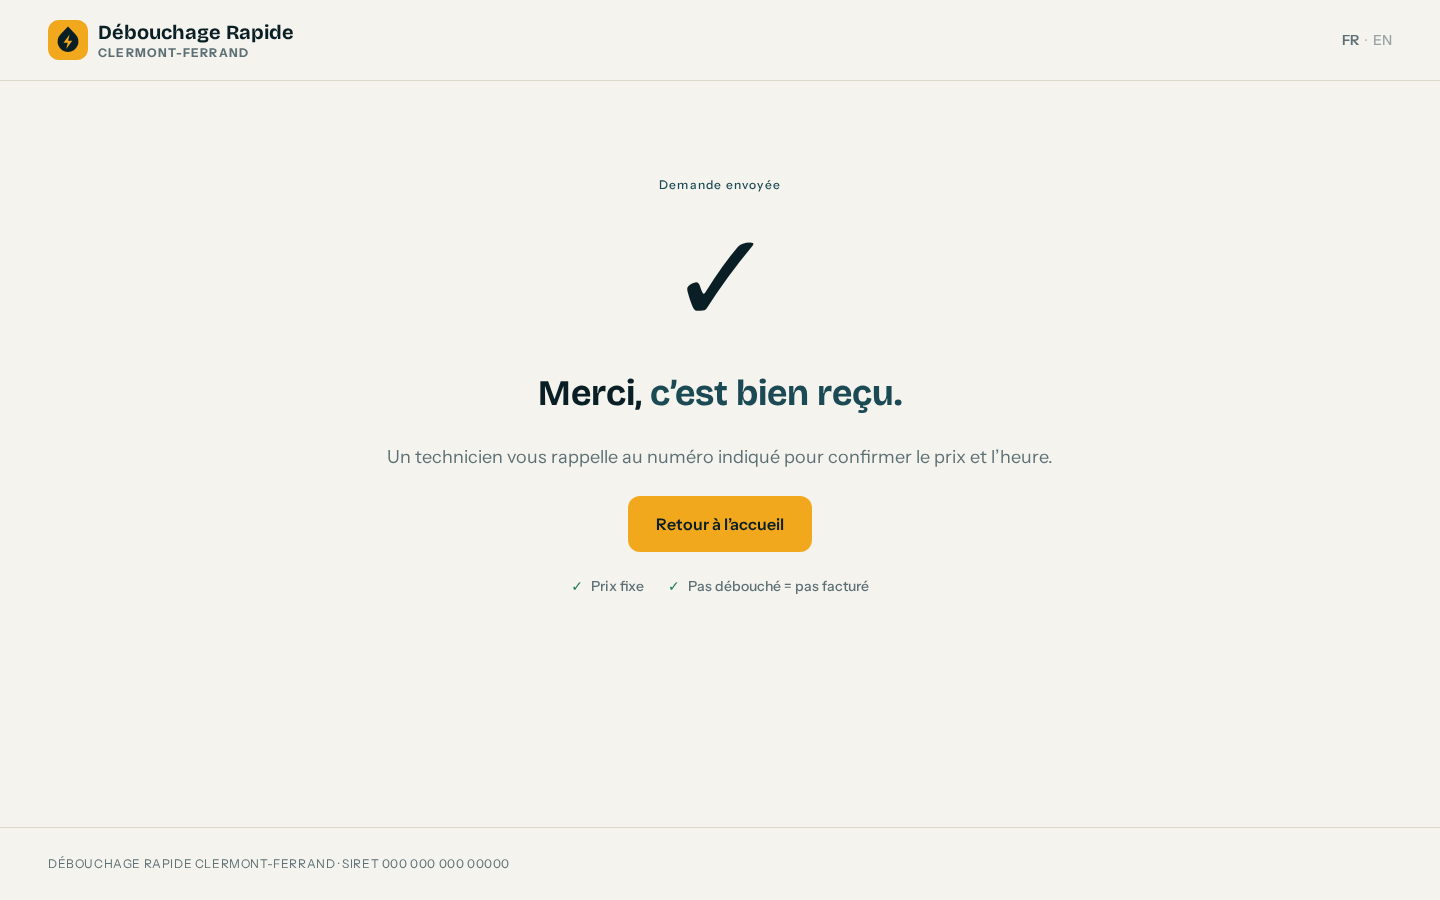 Débouchage Rapide
CLERMONT-FERRAND
FR · EN
Demande envoyée
✓
Merci, c’est bien reçu.
Un technicien vous rappelle au numéro indiqué pour confirmer le prix et l’heure.
Retour à l’accueil
✓ Prix fixe ✓ Pas débouché = pas facturé
DÉBOUCHAGE RAPIDE CLERMONT-FERRAND · SIRET 000 000 000 00000